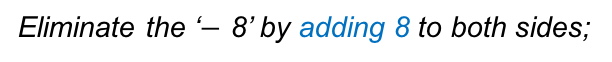 Eliminate the ‘– 8’ by adding 8 to both sides;